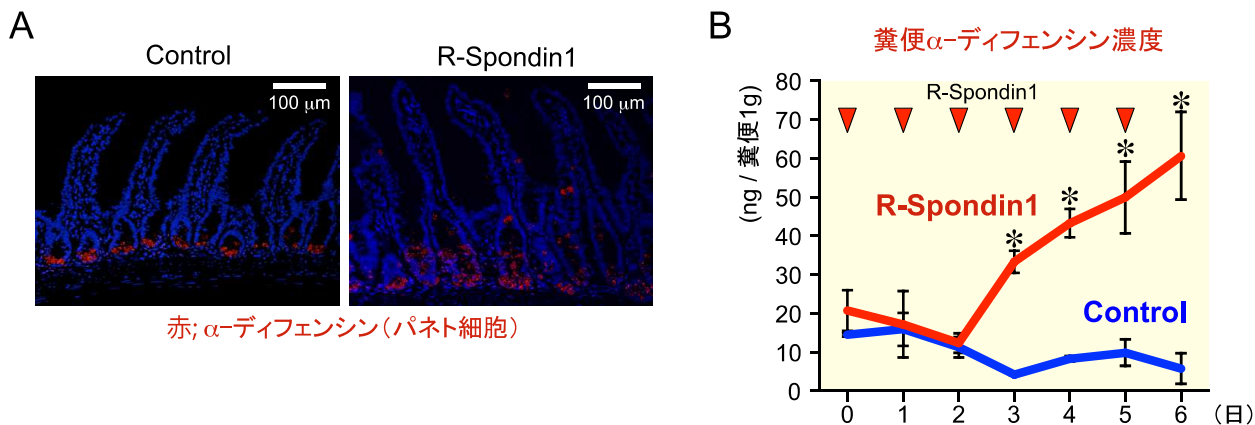 A
Control
R-Spondin1
100 μm
100 μm
赤; α−ディフェンシン（パネト細胞）
B
糞便α−ディフェンシン濃度
(ng / 糞便1g)
80
70
60
50
40
30
20
10
0
R-Spondin1
* * * *
R-Spondin1
Control
0 1 2 3 4 5 6 （日）